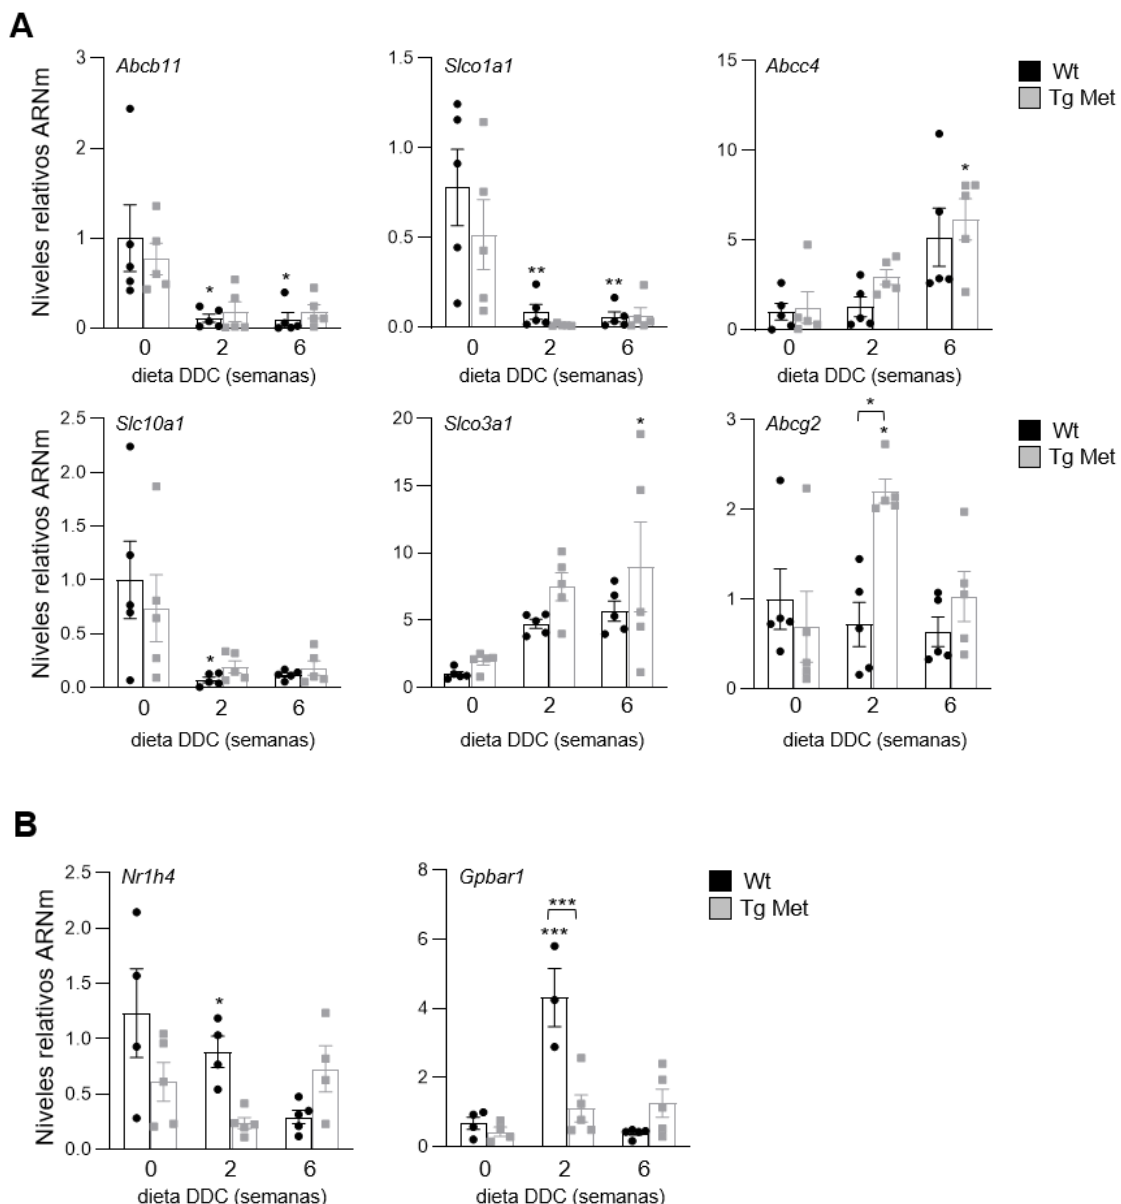 A
Abcb11
Niveles relativos ARNm
3
2
1
0
*
*
0 2 6
dieta DDC (semanas)
Slco1a1
1.5
1.0
0.5
0.0
**
**
0 2 6
dieta DDC (semanas)
Abcc4
15
10
5
0
*
0 2 6
dieta DDC (semanas)
Wt
Tg Met
Slc10a1
Niveles relativos ARNm
2.5
2.0
1.5
1.0
0.5
0.0
*
0 2 6
dieta DDC (semanas)
Slco3a1
20
15
10
5
0
*
0 2 6
dieta DDC (semanas)
Abcg2
3
2
1
0
*
*
0 2 6
dieta DDC (semanas)
Wt
Tg Met
B
Nr1h4
Niveles relativos ARNm
2.5
2.0
1.5
1.0
0.5
0.0
*
0 2 6
dieta DDC (semanas)
Gpbar1
8
6
4
2
0
***
***
0 2 6
dieta DDC (semanas)
Wt
Tg Met